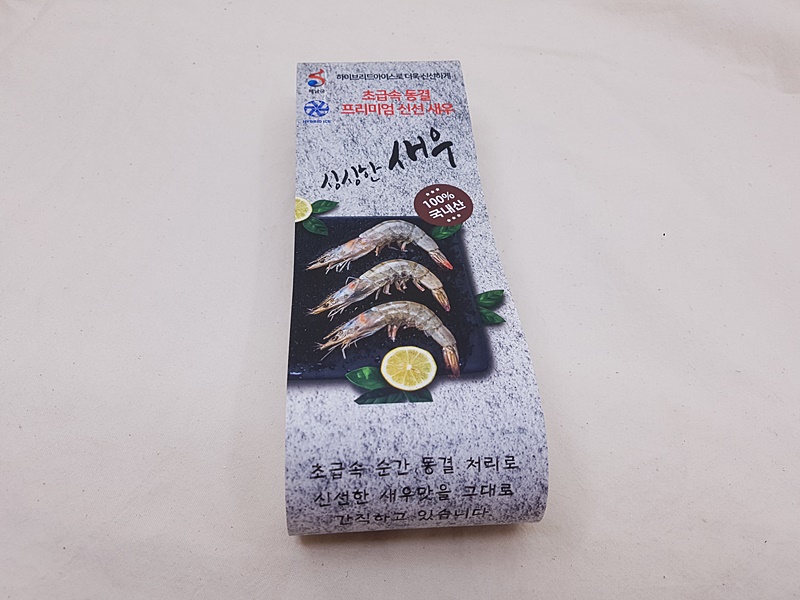 하이브리드아이스로 더욱 신선하게
HYBRID ICE
초급속 동결
프리미엄 신선 새우
싱싱한 새우
100%
국내산
초급속 순간 동결 처리로
신선한 새우맛을 그대로
간직하고 있습니다.